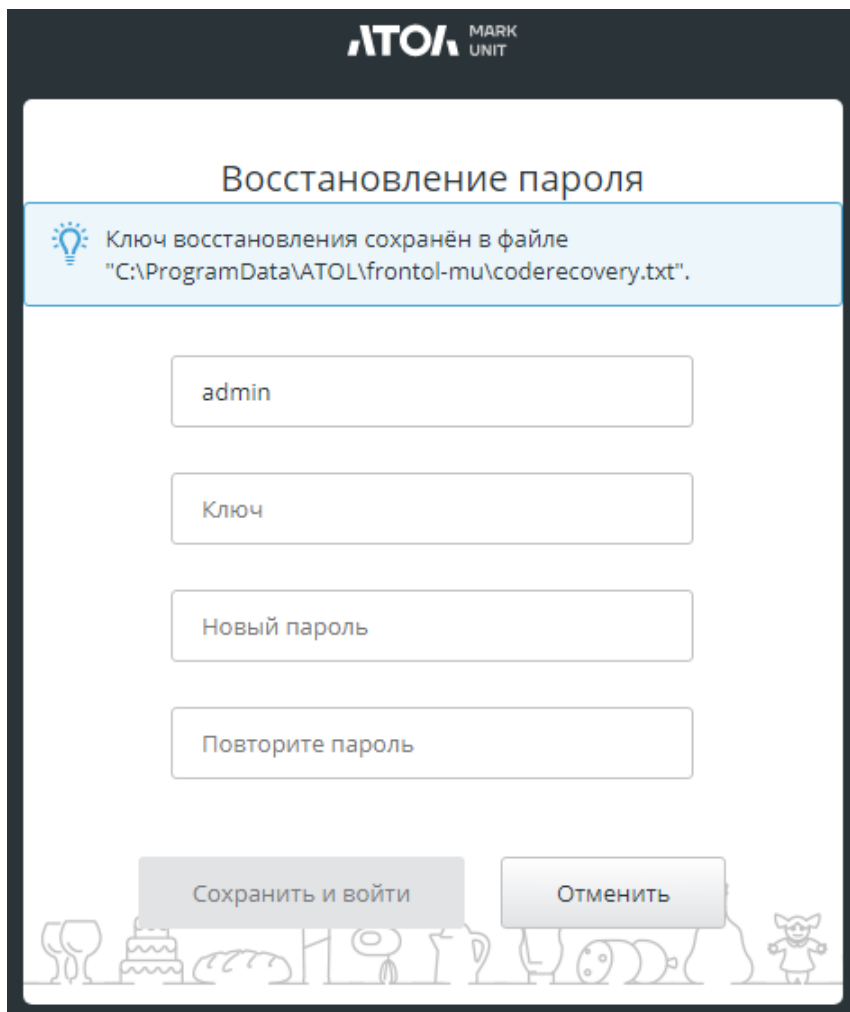 АТОЛ MARK
UNIT
Восстановление пароля
Ключ восстановления сохранён в файле
"C:\ProgramData\ATOL\frontol-mu\coderecovery.txt".
admin
Ключ
Новый пароль
Повторите пароль
Сохранить и войти
Отменить